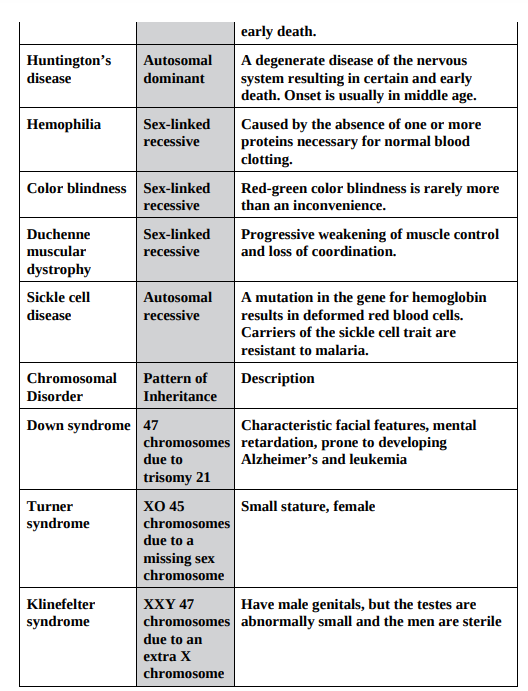 early death.
Huntington's
disease
Autosomal
dominant
A degenerate disease of the nervous
system resulting in certain and early
death. Onset is usually in middle age.
Hemophilia
Sex-linked
recessive
Caused by the absence of one or more
proteins necessary for normal blood
clotting.
Color blindness
Sex-linked
recessive
Red-green color blindness is rarely more
than an inconvenience.
Duchenne
muscular
dystrophy
Sex-linked
recessive
Progressive weakening of muscle control
and loss of coordination.
Sickle cell
disease
Autosomal
recessive
A mutation in the gene for hemoglobin
results in deformed red blood cells.
Carriers of the sickle cell trait are
resistant to malaria.
Chromosomal
Disorder
Pattern of
Inheritance
Description
Down syndrome
47
chromosomes
due to
trisomy 21
Characteristic facial features, mental
retardation, prone to developing
Alzheimer's and leukemia
Turner
syndrome
XO 45
chromosomes
due to a
missing sex
chromosome
Small stature, female
Klinefelter
syndrome
XXY 47
chromosomes
due to an
extra X
chromosome
Have male genitals, but the testes are
abnormally small and the men are sterile